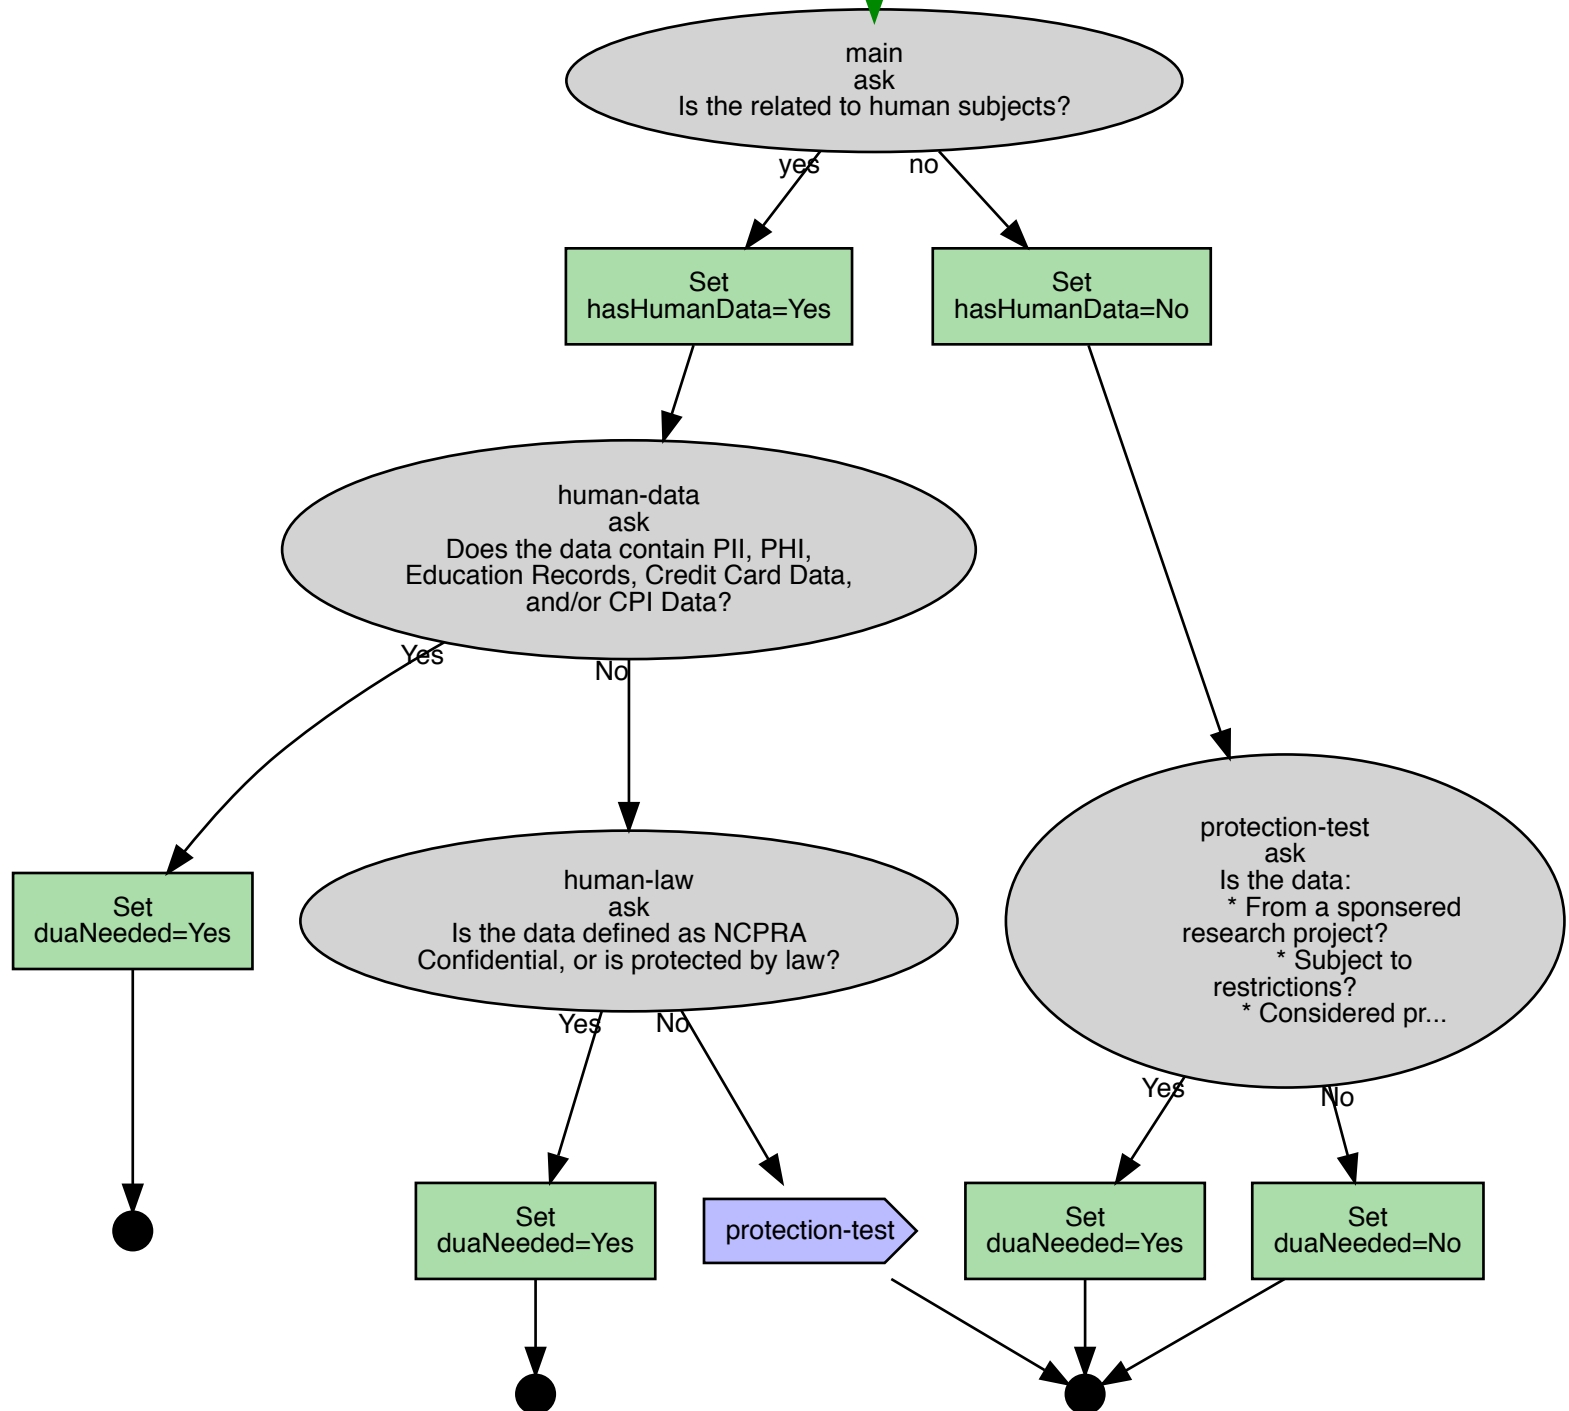 main
ask
Is the related to human subjects?
yes
no
Set
hasHumanData=Yes
Set
hasHumanData=No
human-data
ask
Does the data contain PII, PHI,
Education Records, Credit Card Data,
and/or CPI Data?
Yes
No
Set
duaNeeded=Yes
human-law
ask
Is the data defined as NCPRA
Confidential, or is protected by law?
Yes
No
protection-test
ask
Is the data:
* From a sponsered
research project?
* Subject to
restrictions?
* Considered pr...
Yes
No
Set
duaNeeded=Yes
protection-test
Set
duaNeeded=Yes
Set
duaNeeded=No